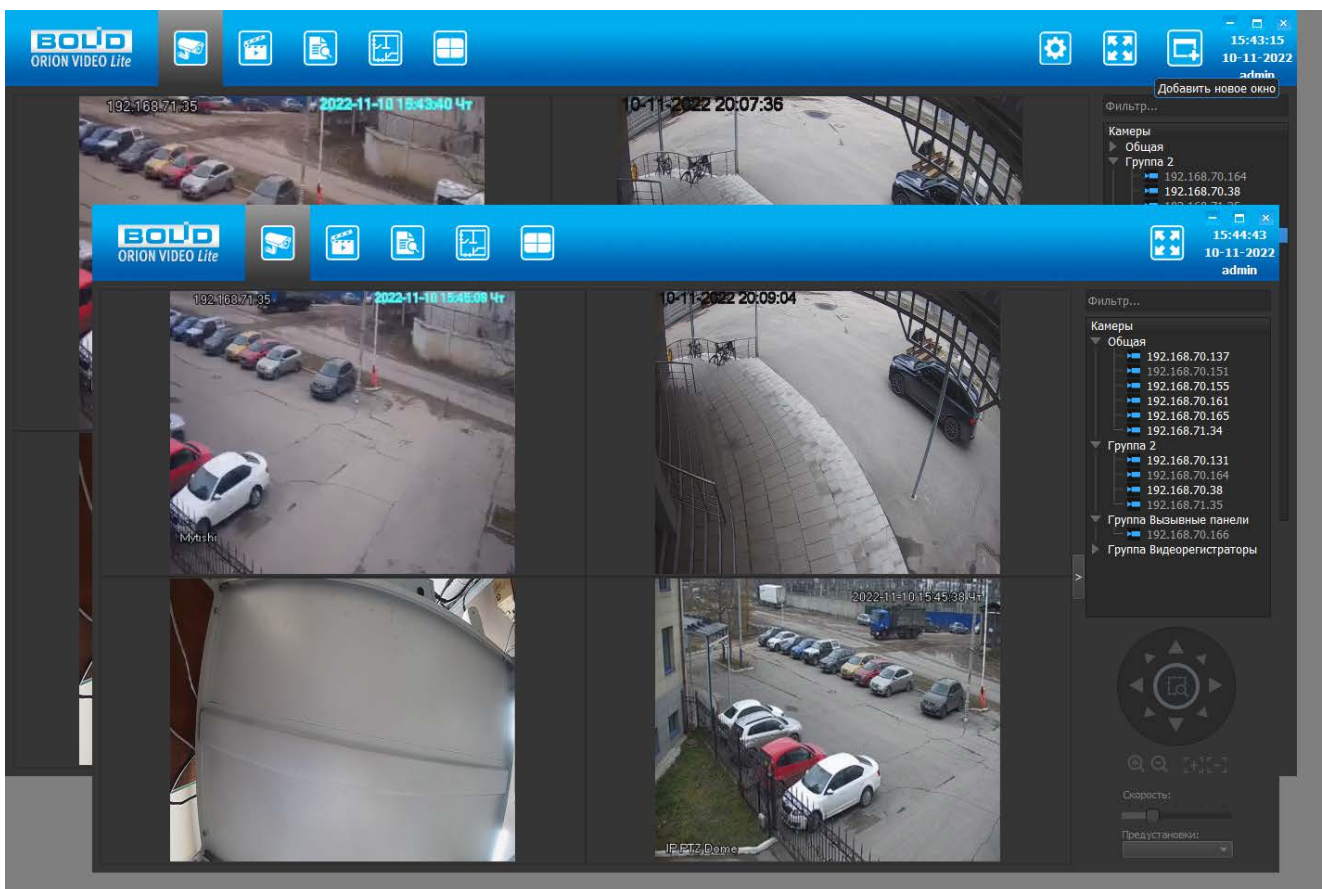 BOLID
ORION VIDEO Lite
15:43:15
10-11-2022
admin
Добавить новое окно
192.168.71.35
2022-11-10 15:43:40 Чт
10-11-2022 20:07:36
Фильтр...
Камеры
Общая
Группа 2
192.168.70.164
192.168.70.38
BOLID
ORION VIDEO Lite
15:44:43
10-11-2022
admin
192.168.71.35
2022-11-10 15:45:08 Чт
Mytishi
10-11-2022 20:09:04
2022-11-10 15:45:38 Чт
IP PTZ Dome
Фильтр...
Камеры
Общая
192.168.70.137
192.168.70.151
192.168.70.155
192.168.70.161
192.168.70.165
192.168.71.34
Группа 2
192.168.70.131
192.168.70.164
192.168.70.38
192.168.71.35
Группа Вызывные панели
192.168.70.166
Группа Видеорегистраторы
>
Скорость:
Предустановки: